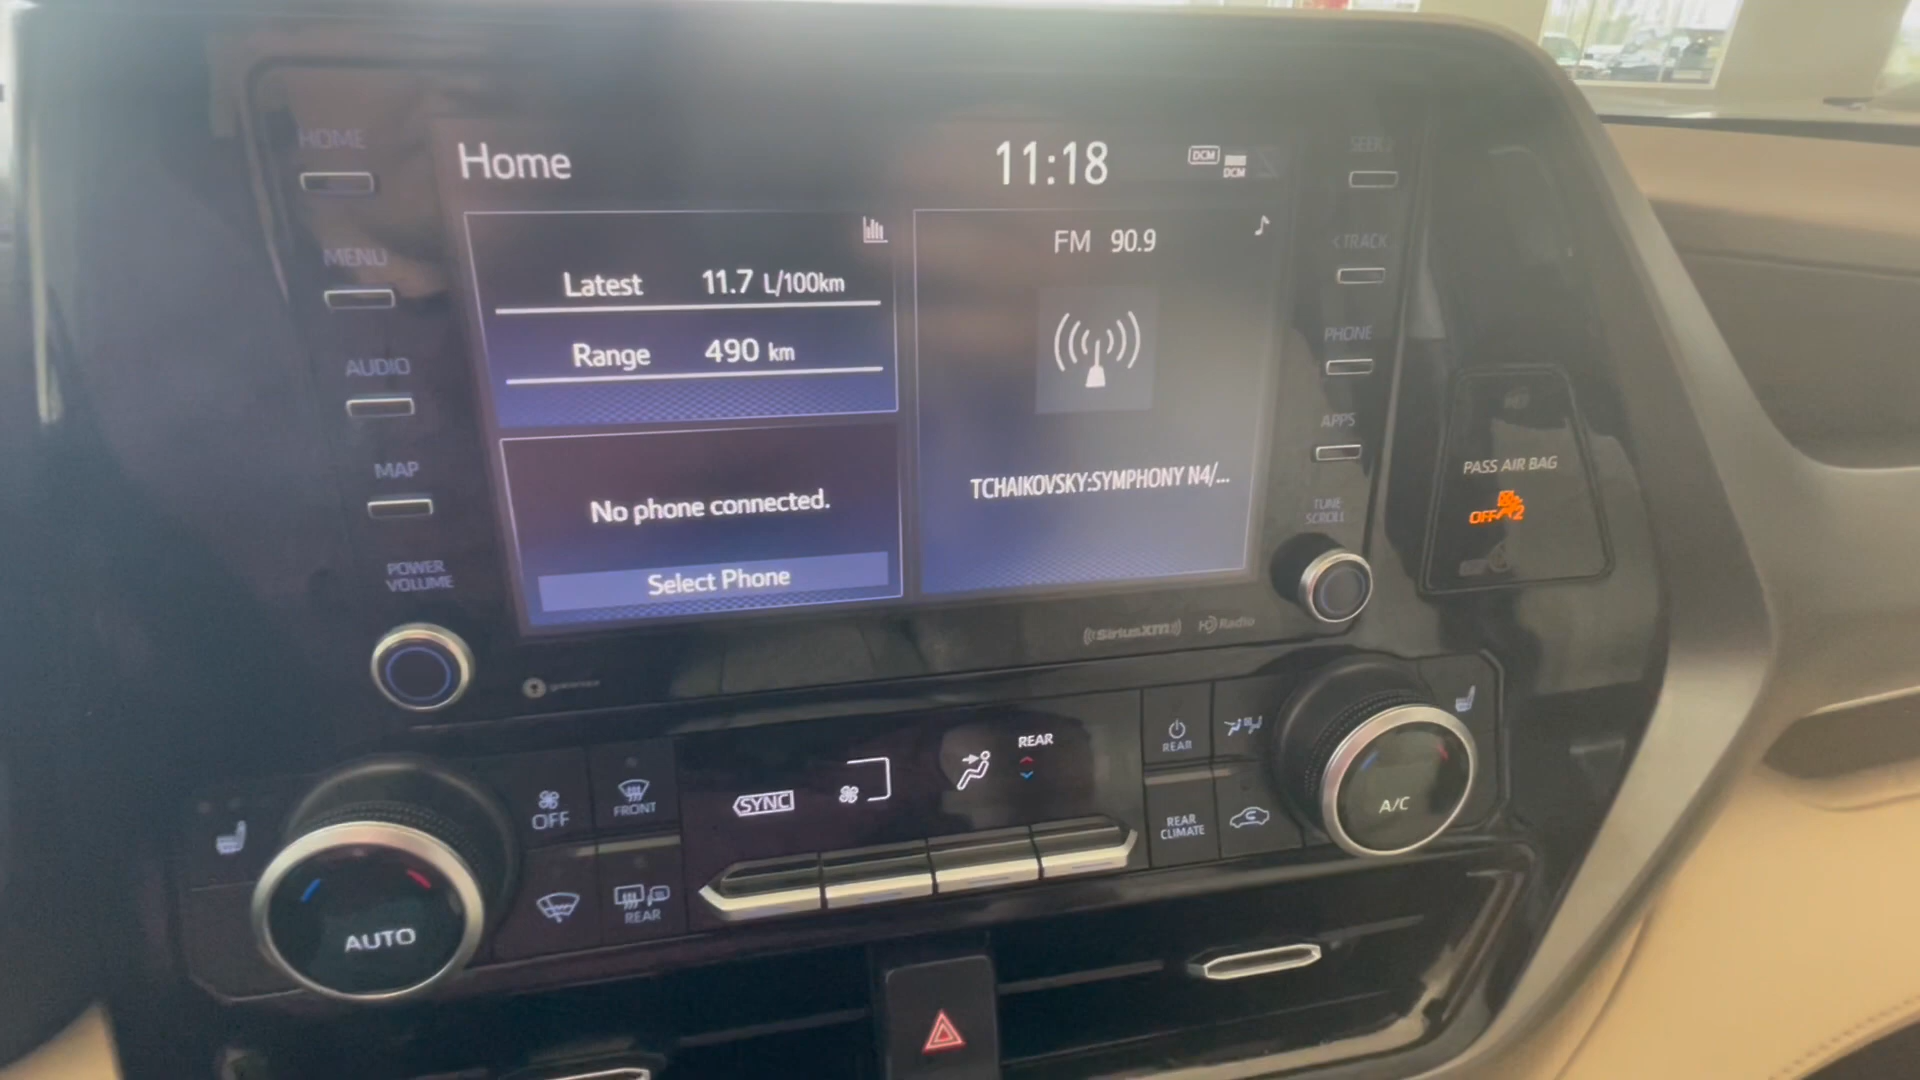 HOME
Home
11:18
DCM
DCM
SEEK >
MENU
Latest 11.7 L/100km
FM 90.9
< TRACK
Range 490 km
PHONE
AUDIO
MAP
No phone connected.
TCHAIKOVSKY:SYMPHONY N4/...
APPS
PASS AIR BAG
OFF 2
TUNE
SCROLL
POWER
VOLUME
Select Phone
((SiriusXM))
HD Radio
REAR
SYNC
OFF
FRONT
REAR
REAR
CLIMATE
A/C
REAR
AUTO